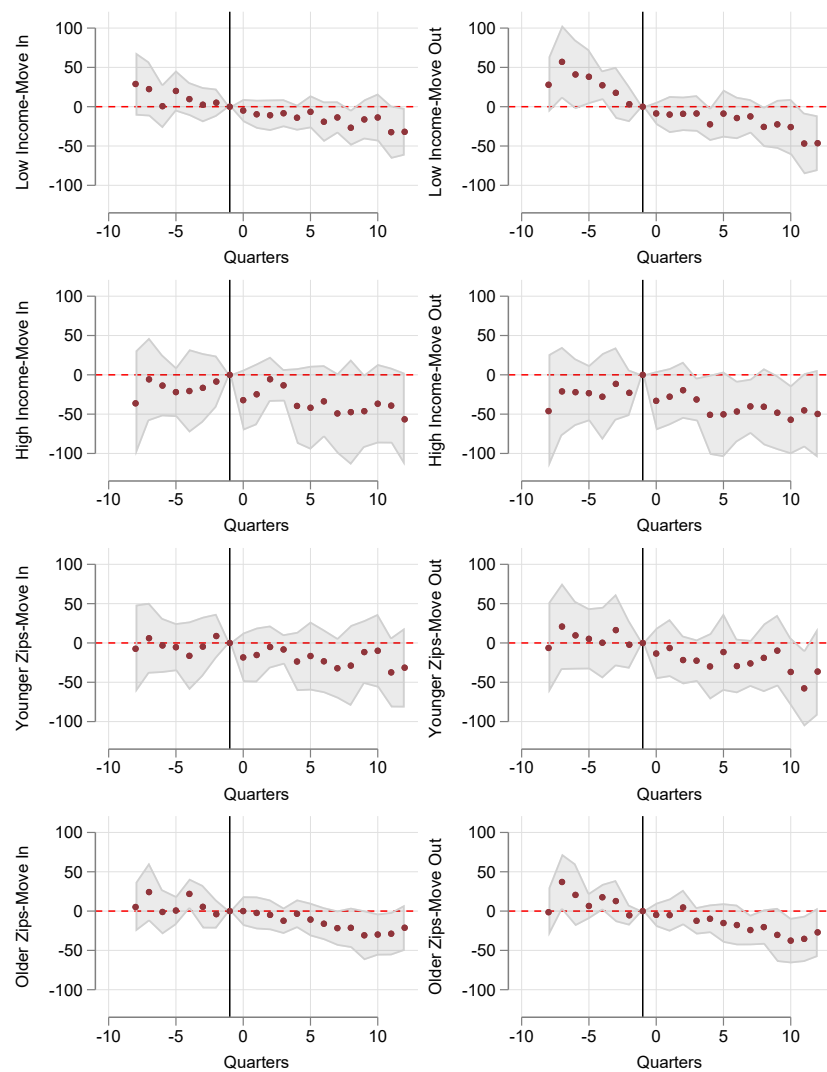 Low Income-Move In
100
50
0
-50
-100
-10 -5 0 5 10
Quarters
Low Income-Move Out
100
50
0
-50
-100
-10 -5 0 5 10
Quarters
High Income-Move In
100
50
0
-50
-100
-10 -5 0 5 10
Quarters
High Income-Move Out
100
50
0
-50
-100
-10 -5 0 5 10
Quarters
Younger Zips-Move In
100
50
0
-50
-100
-10 -5 0 5 10
Quarters
Younger Zips-Move Out
100
50
0
-50
-100
-10 -5 0 5 10
Quarters
Older Zips-Move In
100
50
0
-50
-100
-10 -5 0 5 10
Quarters
Older Zips-Move Out
100
50
0
-50
-100
-10 -5 0 5 10
Quarters